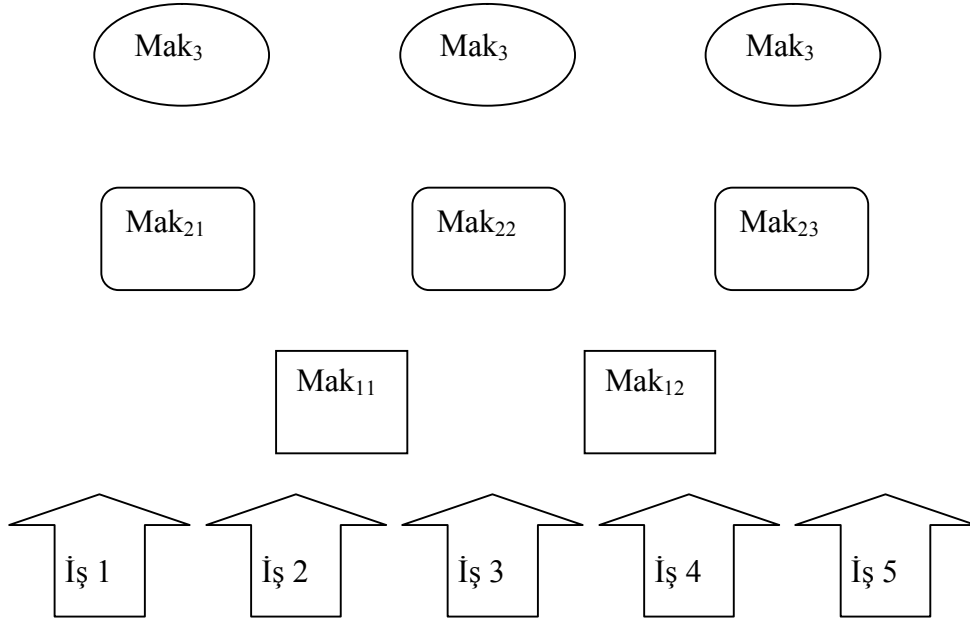 Mak₃ Mak₃ Mak₃
Mak₂₁ Mak₂₂ Mak₂₃
Mak₁₁ Mak₁₂
İş 1 İş 2 İş 3 İş 4 İş 5